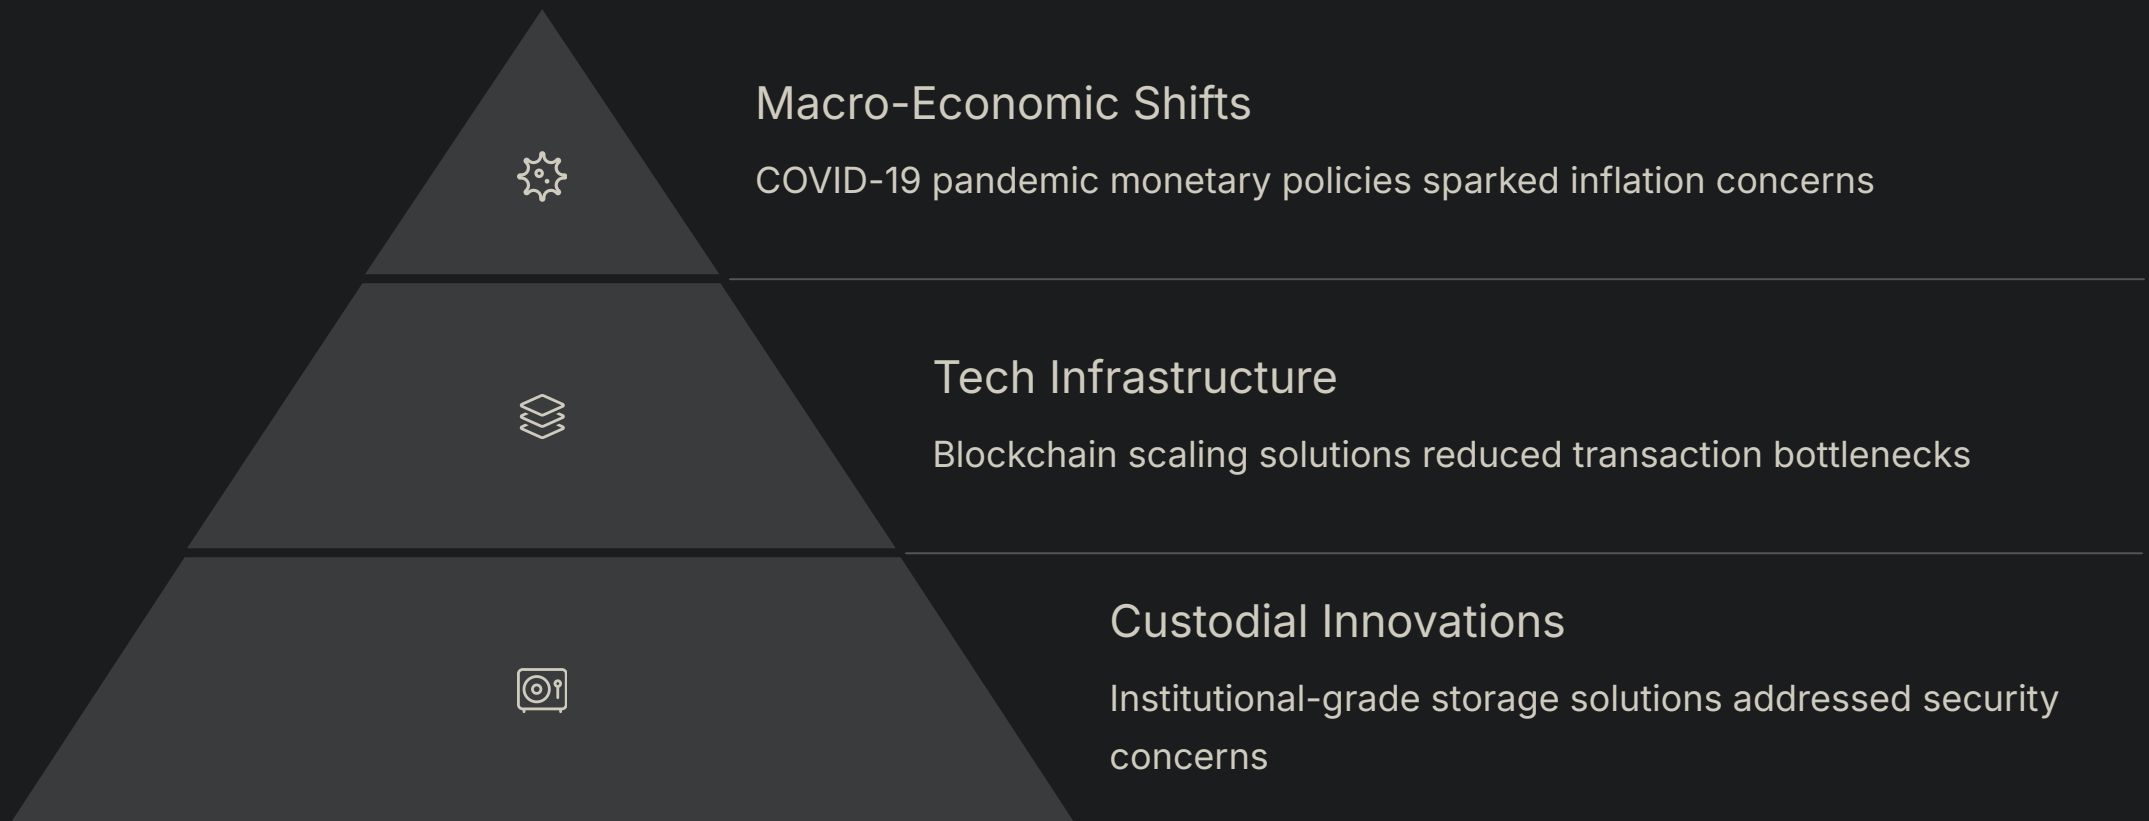 Macro-Economic Shifts
COVID-19 pandemic monetary policies sparked inflation concerns
Tech Infrastructure
Blockchain scaling solutions reduced transaction bottlenecks
Custodial Innovations
Institutional-grade storage solutions addressed security
concerns